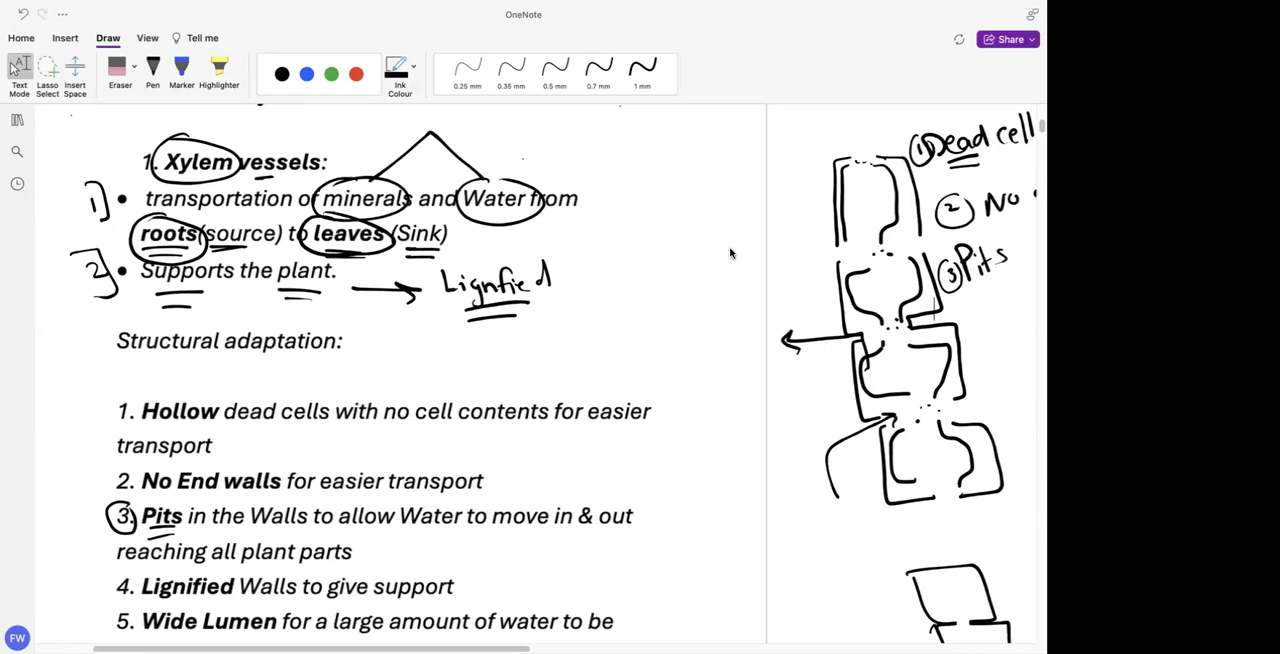 OneNote
Home Insert Draw View Tell me
Share
Text Mode
Lasso Select
Insert Space
Eraser
Pen
Marker
Highlighter
Ink Colour
0.25 mm 0.35 mm 0.5 mm 0.7 mm 1 mm
1. Xylem vessels:
1) • transportation of minerals and Water from
roots(source) to leaves (Sink)
2 • Supports the plant. Lignfied
Structural adaptation:
1. Hollow dead cells with no cell contents for easier
transport
2. No End walls for easier transport
3. Pits in the Walls to allow Water to move in & out
reaching all plant parts
4. Lignified Walls to give support
5. Wide Lumen for a large amount of water to be
① Dead cell
② No
③ Pits
FW